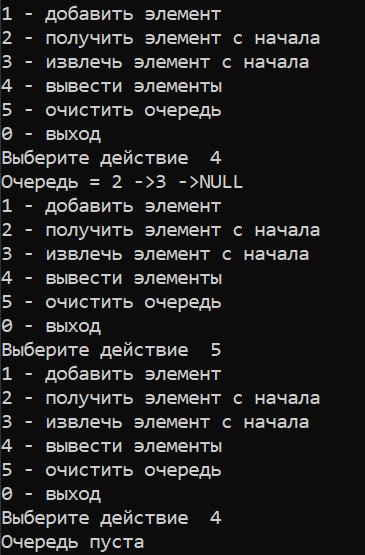 1 - добавить элемент
2 - получить элемент с начала
3 - извлечь элемент с начала
4 - вывести элементы
5 - очистить очередь
0 - выход
Выберите действие  4
Очередь = 2 ->3 ->NULL
1 - добавить элемент
2 - получить элемент с начала
3 - извлечь элемент с начала
4 - вывести элементы
5 - очистить очередь
0 - выход
Выберите действие  5
1 - добавить элемент
2 - получить элемент с начала
3 - извлечь элемент с начала
4 - вывести элементы
5 - очистить очередь
0 - выход
Выберите действие  4
Очередь пуста